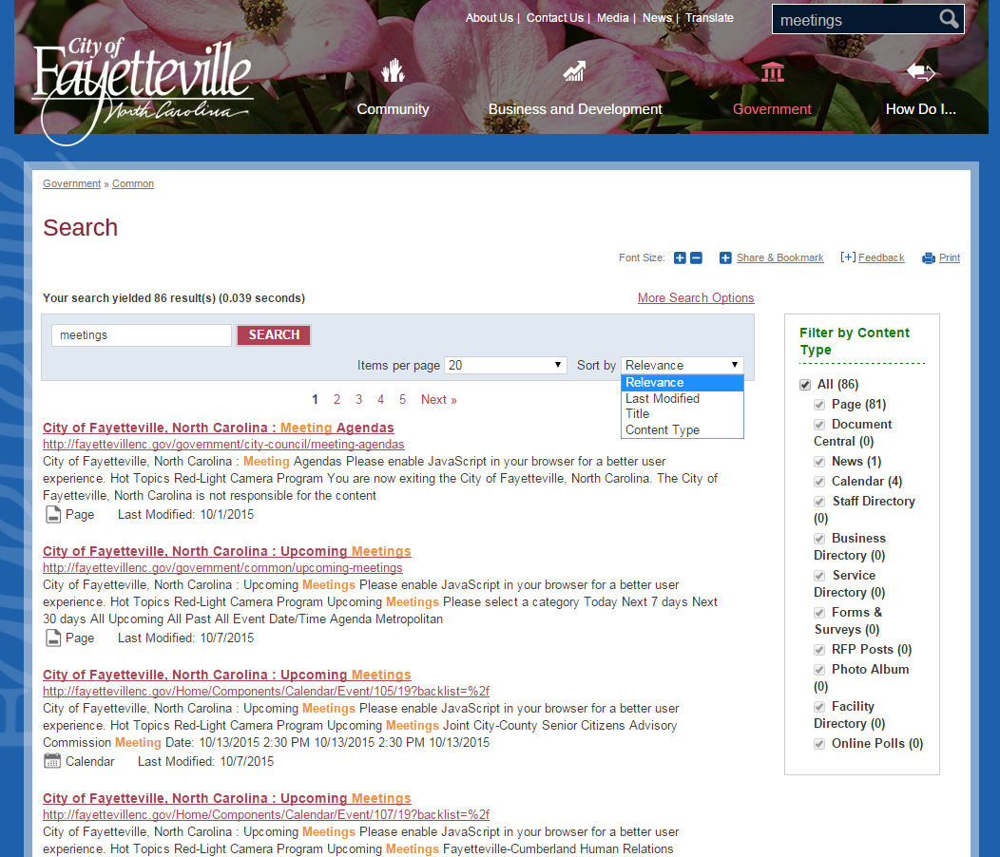 About Us | Contact Us | Media | News | Translate
meetings
City of
Fayetteville
North Carolina
Community
Business and Development
Government
How Do I...
Government » Common
Search
Font Size:
Share & Bookmark
[+] Feedback
Print
Your search yielded 86 result(s) (0.039 seconds)
More Search Options
meetings
SEARCH
Items per page 20
Sort by Relevance
Relevance
Last Modified
Title
Content Type
1 2 3 4 5 Next »
City of Fayetteville, North Carolina : Meeting Agendas
http://fayettevillenc.gov/government/city-council/meeting-agendas
City of Fayetteville, North Carolina : Meeting Agendas Please enable JavaScript in your browser for a better user
experience. Hot Topics Red-Light Camera Program You are now exiting the City of Fayetteville, North Carolina. The City of
Fayetteville, North Carolina is not responsible for the content
Page Last Modified: 10/1/2015
City of Fayetteville, North Carolina : Upcoming Meetings
http://fayettevillenc.gov/government/common/upcoming-meetings
City of Fayetteville, North Carolina : Upcoming Meetings Please enable JavaScript in your browser for a better user
experience. Hot Topics Red-Light Camera Program Upcoming Meetings Please select a category Today Next 7 days Next
30 days All Upcoming All Past All Event Date/Time Agenda Metropolitan
Page Last Modified: 10/7/2015
City of Fayetteville, North Carolina : Upcoming Meetings
http://fayettevillenc.gov/Home/Components/Calendar/Event/105/19?backlist=%2f
City of Fayetteville, North Carolina : Upcoming Meetings Please enable JavaScript in your browser for a better user
experience. Hot Topics Red-Light Camera Program Upcoming Meetings Joint City-County Senior Citizens Advisory
Commission Meeting Date: 10/13/2015 2:30 PM 10/13/2015 2:30 PM 10/13/2015
Calendar Last Modified: 10/7/2015
City of Fayetteville, North Carolina : Upcoming Meetings
http://fayettevillenc.gov/Home/Components/Calendar/Event/107/19?backlist=%2f
City of Fayetteville, North Carolina : Upcoming Meetings Please enable JavaScript in your browser for a better user
experience. Hot Topics Red-Light Camera Program Upcoming Meetings Fayetteville-Cumberland Human Relations
Filter by Content
Type
All (86)
Page (81)
Document
Central (0)
News (1)
Calendar (4)
Staff Directory
(0)
Business
Directory (0)
Service
Directory (0)
Forms &
Surveys (0)
RFP Posts (0)
Photo Album
(0)
Facility
Directory (0)
Online Polls (0)